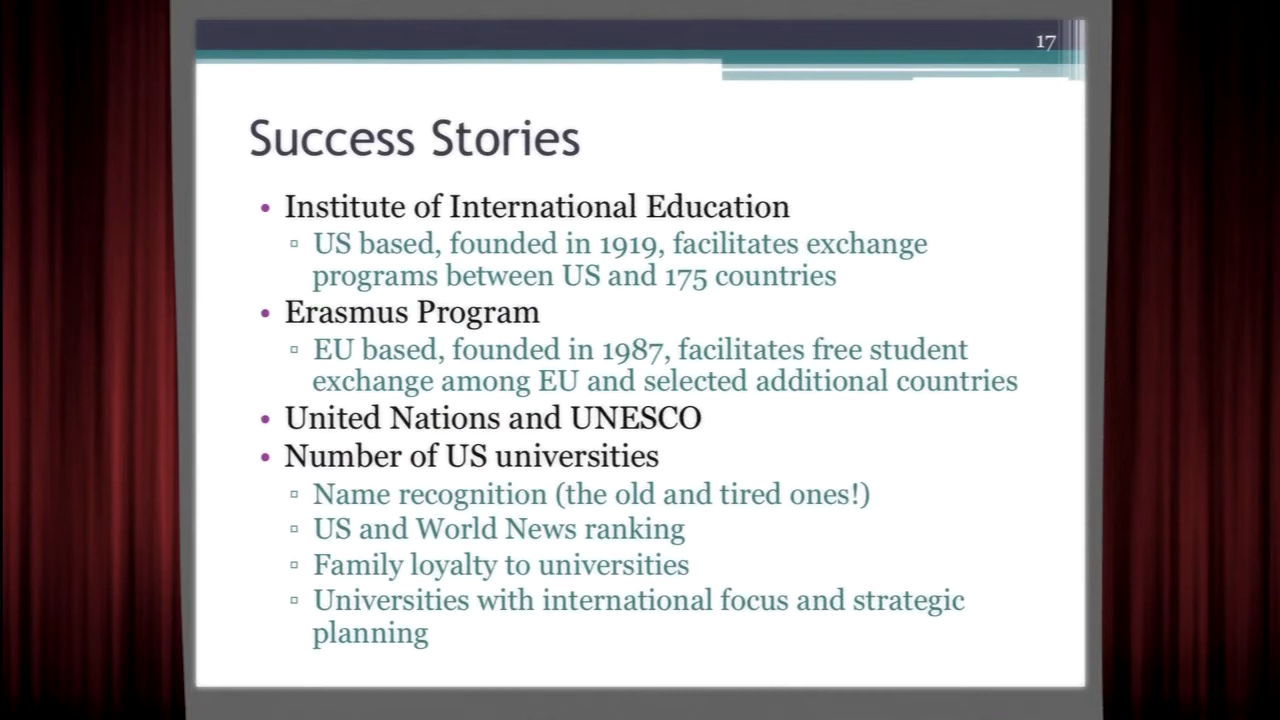 17
Success Stories
• Institute of International Education
▫ US based, founded in 1919, facilitates exchange
programs between US and 175 countries
• Erasmus Program
▫ EU based, founded in 1987, facilitates free student
exchange among EU and selected additional countries
• United Nations and UNESCO
• Number of US universities
▫ Name recognition (the old and tired ones!)
▫ US and World News ranking
▫ Family loyalty to universities
▫ Universities with international focus and strategic
planning